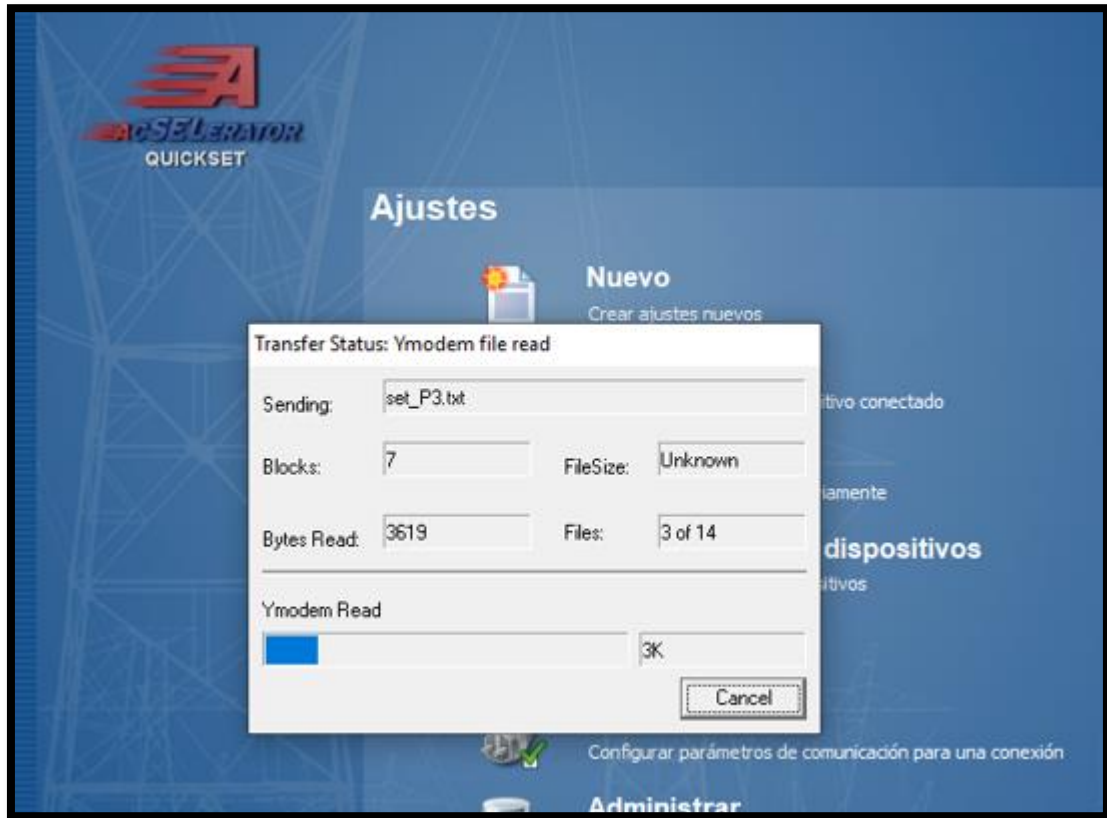 ACSELERATOR
QUICKSET
Ajustes
Nuevo
Crear ajustes nuevos
Transfer Status: Ymodem file read
Sending: set_P3.txt
tivo conectado
Blocks: 7 FileSize: Unknown
iamente
Bytes Read: 3619 Files: 3 of 14
dispositivos
sitivos
Ymodem Read
3K
Cancel
Configurar parámetros de comunicación para una conexión
Administrar